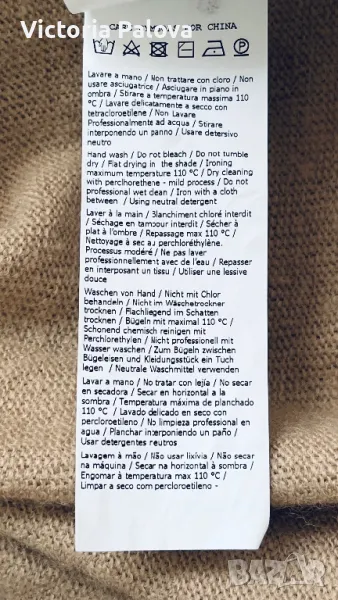 Victoria Palova
CARE SYMBOLS FOR CHINA
Lavare a mano / Non trattare con cloro / Non
usare asciugatrice / Asciugare in piano in
ombra / Stirare a temperatura massima 110
°C / Lavare delicatamente a secco con
tetracloroetilene / Non Lavare
Professionalmente ad acqua / Stirare
interponendo un panno / Usare detersivo
neutro
Hand wash / Do not bleach / Do not tumble
dry / Flat drying in the shade / Ironing
maximum temperature 110 °C / Dry cleaning
with perclhorethene - mild process / Do not
professional wet clean / Iron with a cloth
between / Using neutral detergent
Laver à la main / Blanchiment chloré interdit
/ Séchage en tambour interdit / Sécher à
plat à l'ombre / Repassage max 110 °C /
Nettoyage à sec au perchloréthylène.
Processus modéré / Ne pas laver
professionnellement avec de l'eau / Repasser
en interposant un tissu / Utiliser une lessive
douce
Waschen von Hand / Nicht mit Chlor
behandeln / Nicht im Wäschetrockner
trocknen / Flachliegend im Schatten
trocknen / Bügeln mit maximal 110 °C /
Schonend chemisch reinigen mit
Perchlorethylen / Nicht professionell mit
Wasser waschen / Zum Bügeln zwischen
Bügeleisen und Kleidungsstück ein Tuch
legen / Neutrale Waschmittel verwenden
Lavar a mano / No tratar con lejía / No secar
en secadora / Secar en horizontal a la
sombra / Temperatura máxima de planchado
110 °C / Lavado delicado en seco con
percloroetileno / No limpieza professional en
agua / Planchar interponiendo un paño /
Usar detergentes neutros
Lavagem à mão / Não usar lixívia / Não secar
na máquina / Secar na horizontal à sombra /
Engomar à temperatura max 110 °C /
Limpar a seco com percloroetileno -
bazar.bg